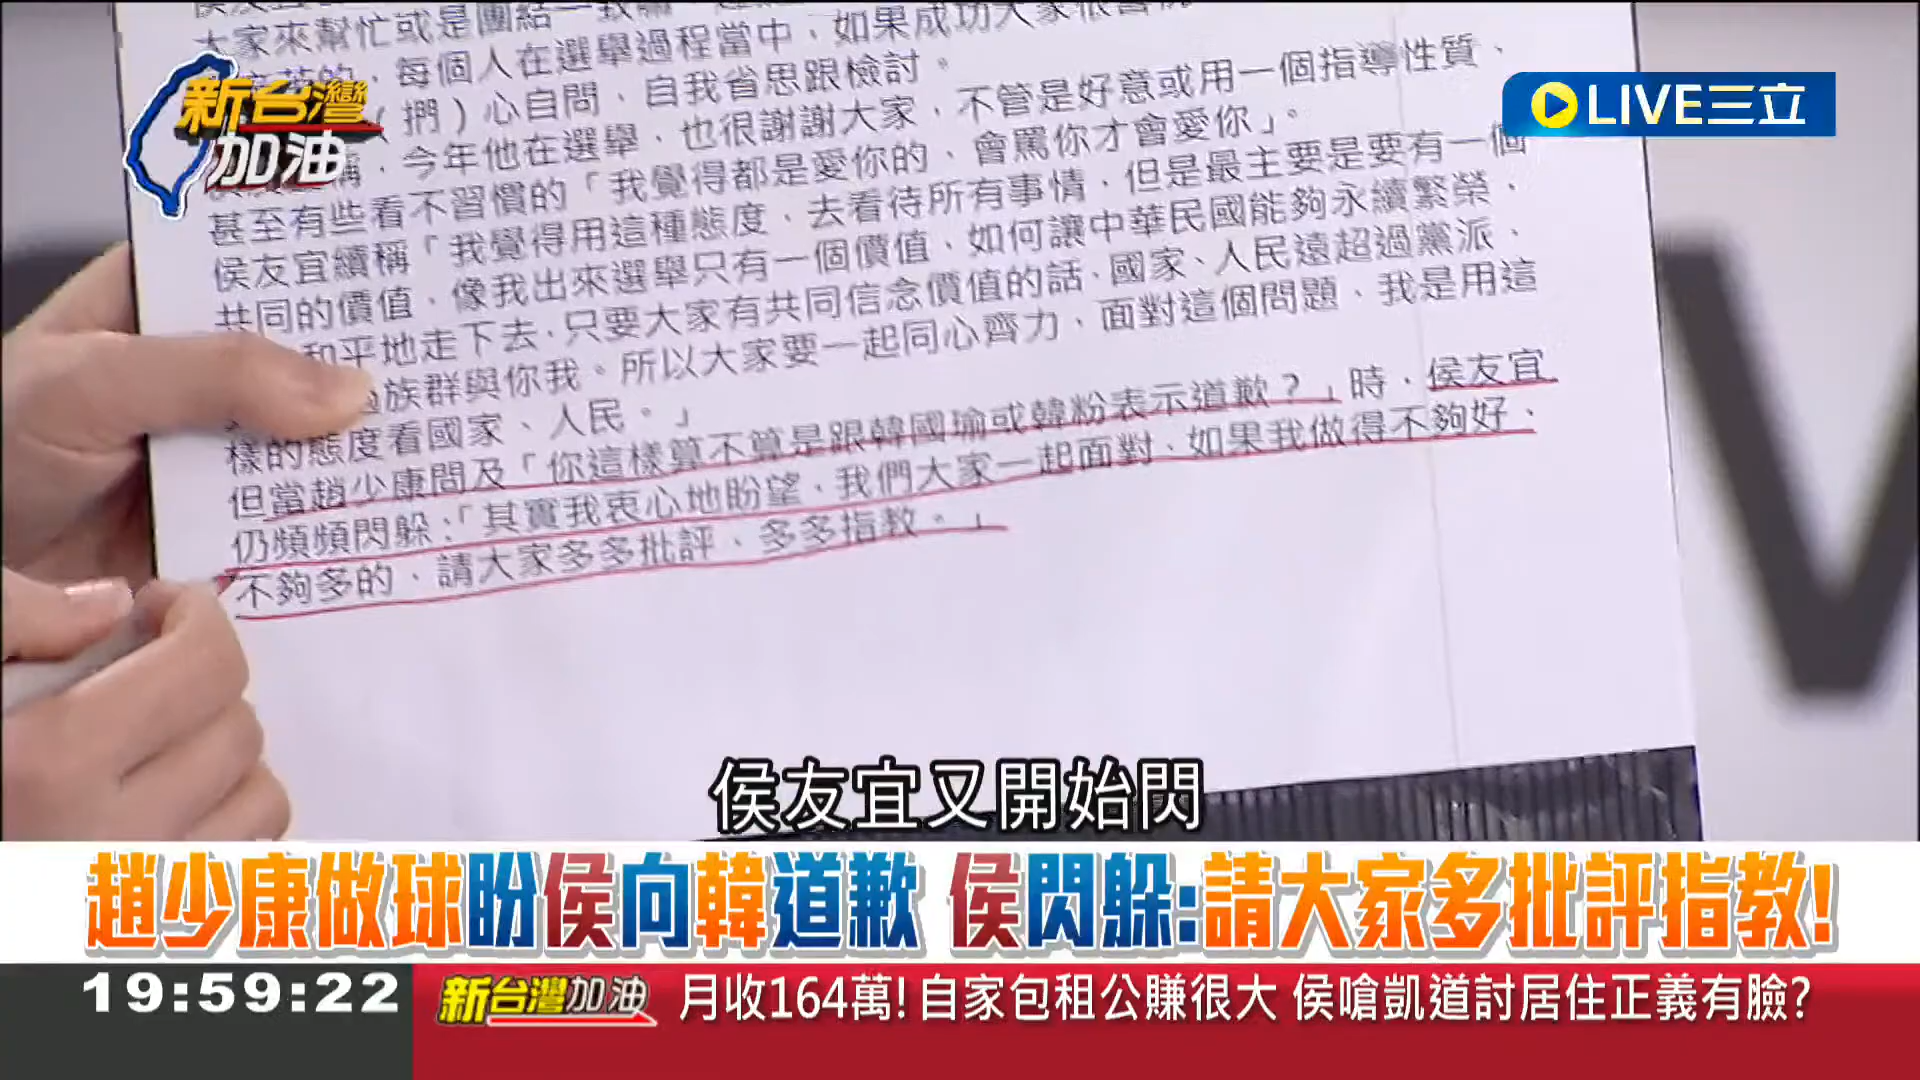 大家來幫忙或是團結一致
每個人在選舉過程當中，如果成功大家很
（捫）心自問、自我省思跟檢討。
稱，今年他在選舉，也很謝謝大家，不管是好意或用一個指導性質、
甚至有些看不習慣的「我覺得都是愛你的、會罵你才會愛你」。
侯友宜續稱「我覺得用這種態度、去看待所有事情，但是最主要是要有一個
共同的價值，像我出來選舉只有一個價值，如何讓中華民國能夠永續繁榮、
和平地走下去，只要大家有共同信念價值的話，國家、人民遠超過黨派、
族群與你我。所以大家要一起同心齊力，面對這個問題，我是用這
樣的態度看國家、人民。」
但當趙少康問及「你這樣算不算是跟韓國瑜或韓粉表示道歉？」時，侯友宜
仍頻頻閃躲：「其實我衷心地盼望，我們大家一起面對，如果我做得不夠好、
不夠多的，請大家多多批評、多多指教。」
新台灣
加油
LIVE三立
侯友宜又開始閃
趙少康做球盼侯向韓道歉 侯閃躲:請大家多批評指教!
19:59:22
新台灣加油 月收164萬!自家包租公賺很大 侯嗆凱道討居住正義有臉?